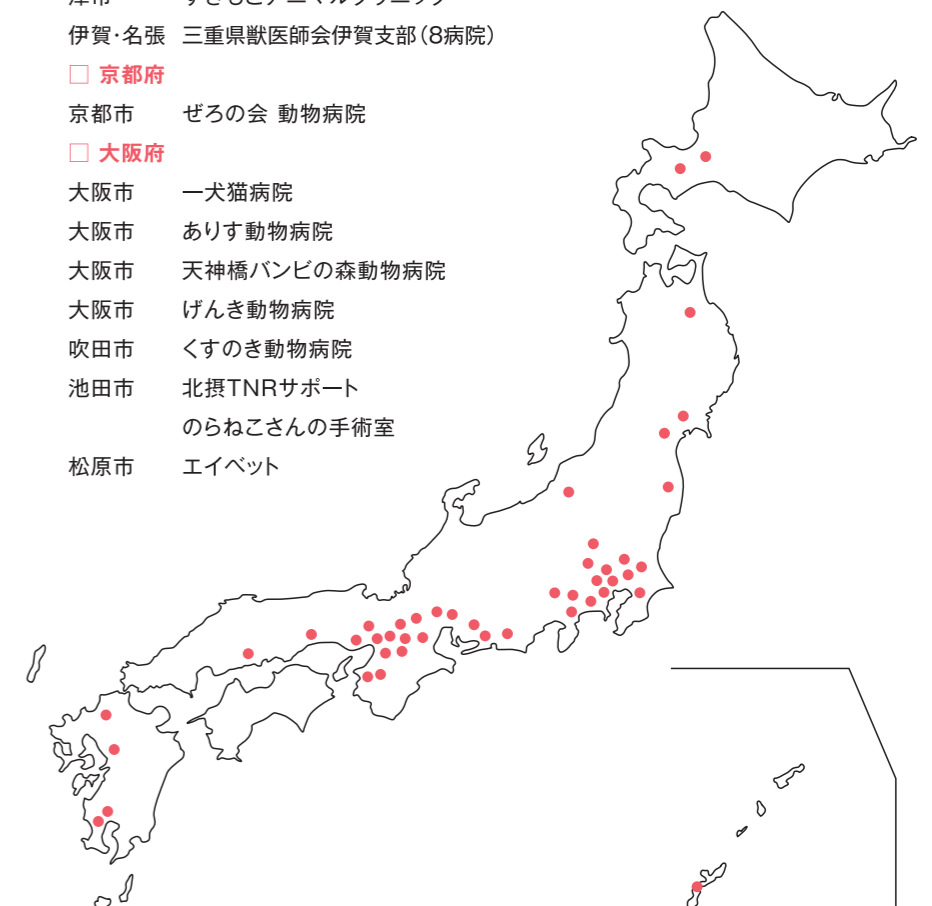 伊賀・名張 三重県獣医師会伊賀支部（8病院）
□ 京都府
京都市 ぜろの会 動物病院
□ 大阪府
大阪市 一犬猫病院
大阪市 ありす動物病院
大阪市 天神橋バンビの森動物病院
大阪市 げんき動物病院
吹田市 くすのき動物病院
池田市 北摂TNRサポート
のらねこさんの手術室
松原市 エイベット